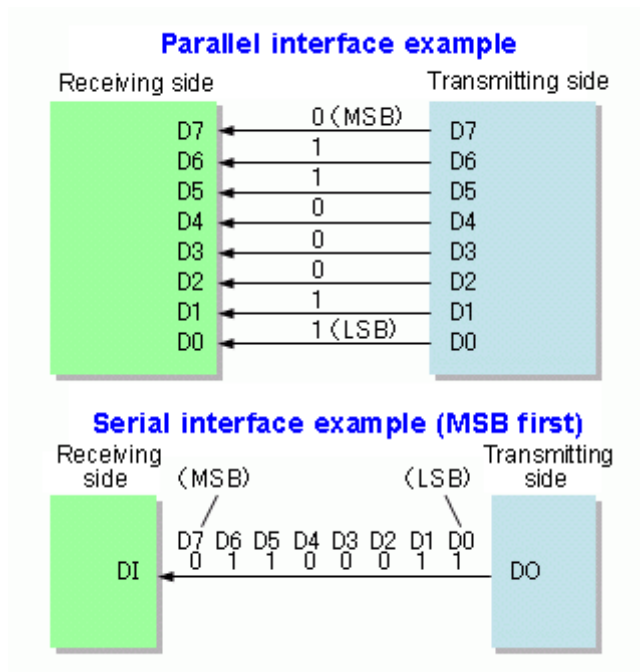 Parallel interface example
Receiving side Transmitting side
0 (MSB)
D7 D7
1
D6 D6
1
D5 D5
0
D4 D4
0
D3 D3
0
D2 D2
1
D1 D1
1 (LSB)
D0 D0
Serial interface example (MSB first)
Receiving side
(MSB)
(LSB)
Transmitting side
D7 D6 D5 D4 D3 D2 D1 D0
0 1 1 0 0 0 1 1
DI DO